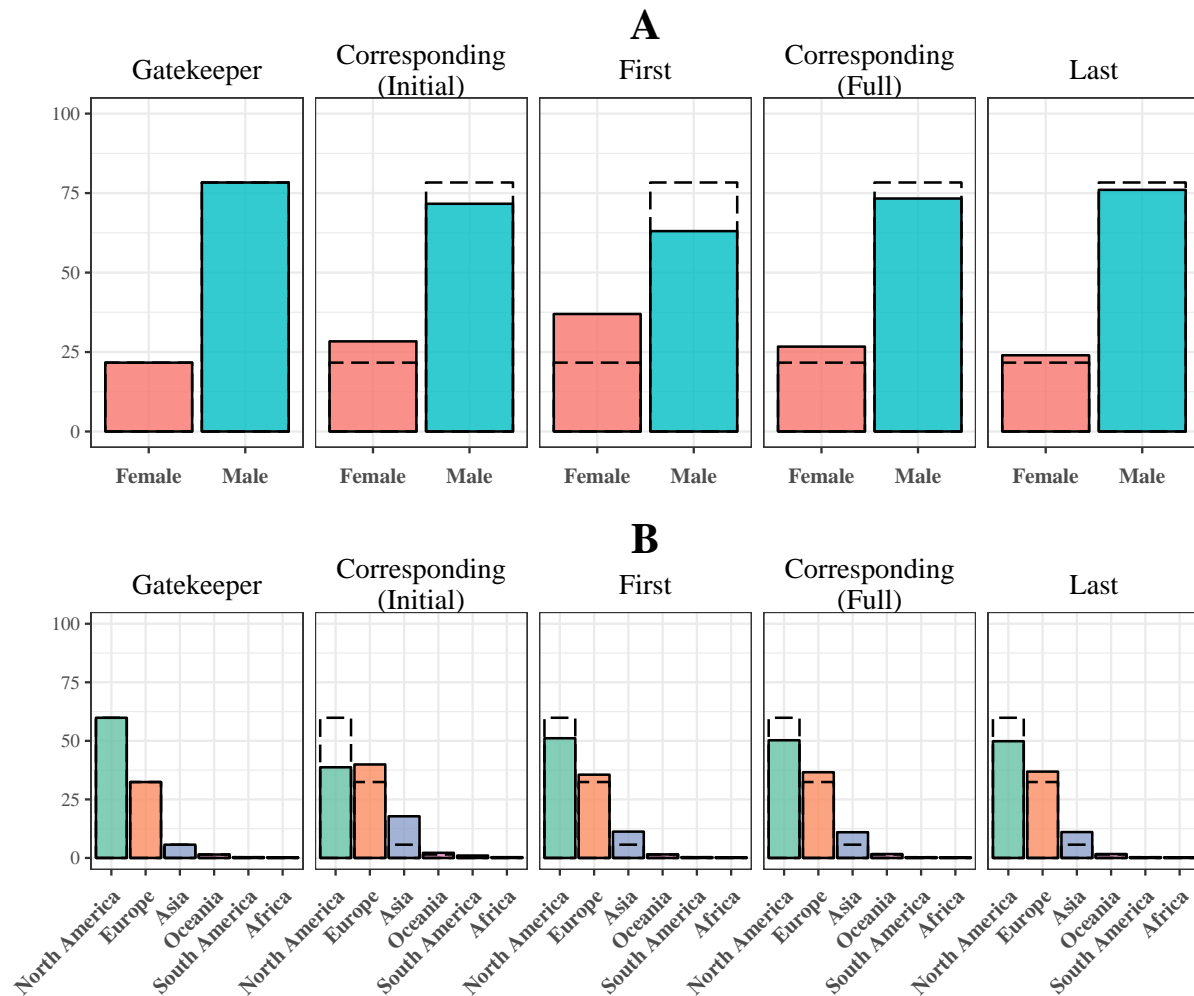 A
Gatekeeper
Corresponding
(Initial)
First
Corresponding
(Full)
Last
100
75
50
25
0
Female Male Female Male Female Male Female Male Female Male
B
Gatekeeper
Corresponding
(Initial)
First
Corresponding
(Full)
Last
100
75
50
25
0
North America Europe Asia Oceania South America Africa
North America Europe Asia Oceania South America Africa
North America Europe Asia Oceania South America Africa
North America Europe Asia Oceania South America Africa
North America Europe Asia Oceania South America Africa